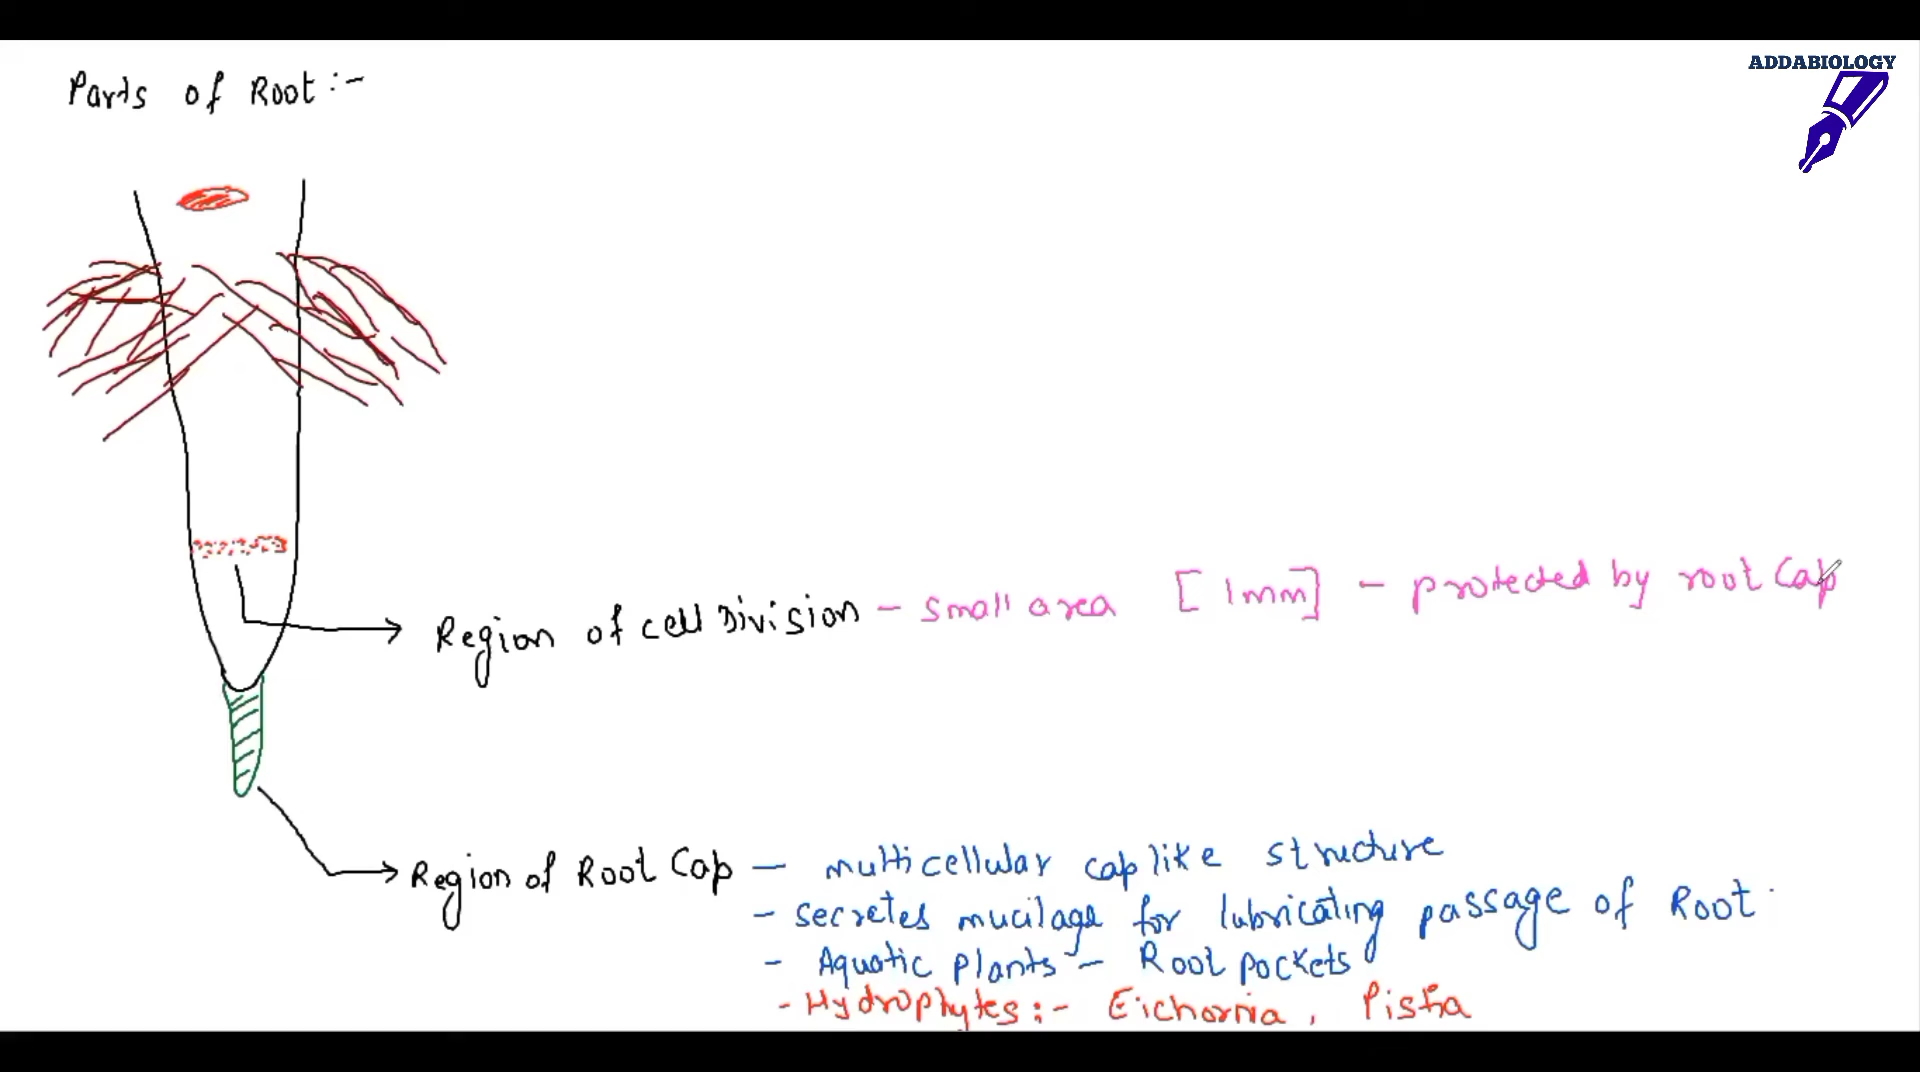 ADDABIOLOGY
Parts of Root :-
Region of cell Division - small area [ 1mm ] - protected by root Cap
Region of Root Cap - multicellular cap like structure
- secretes mucilage for lubricating passage of Root.
- Aquatic plants - Root pockets
- Hydrophytes :- Eichornia, Pistia